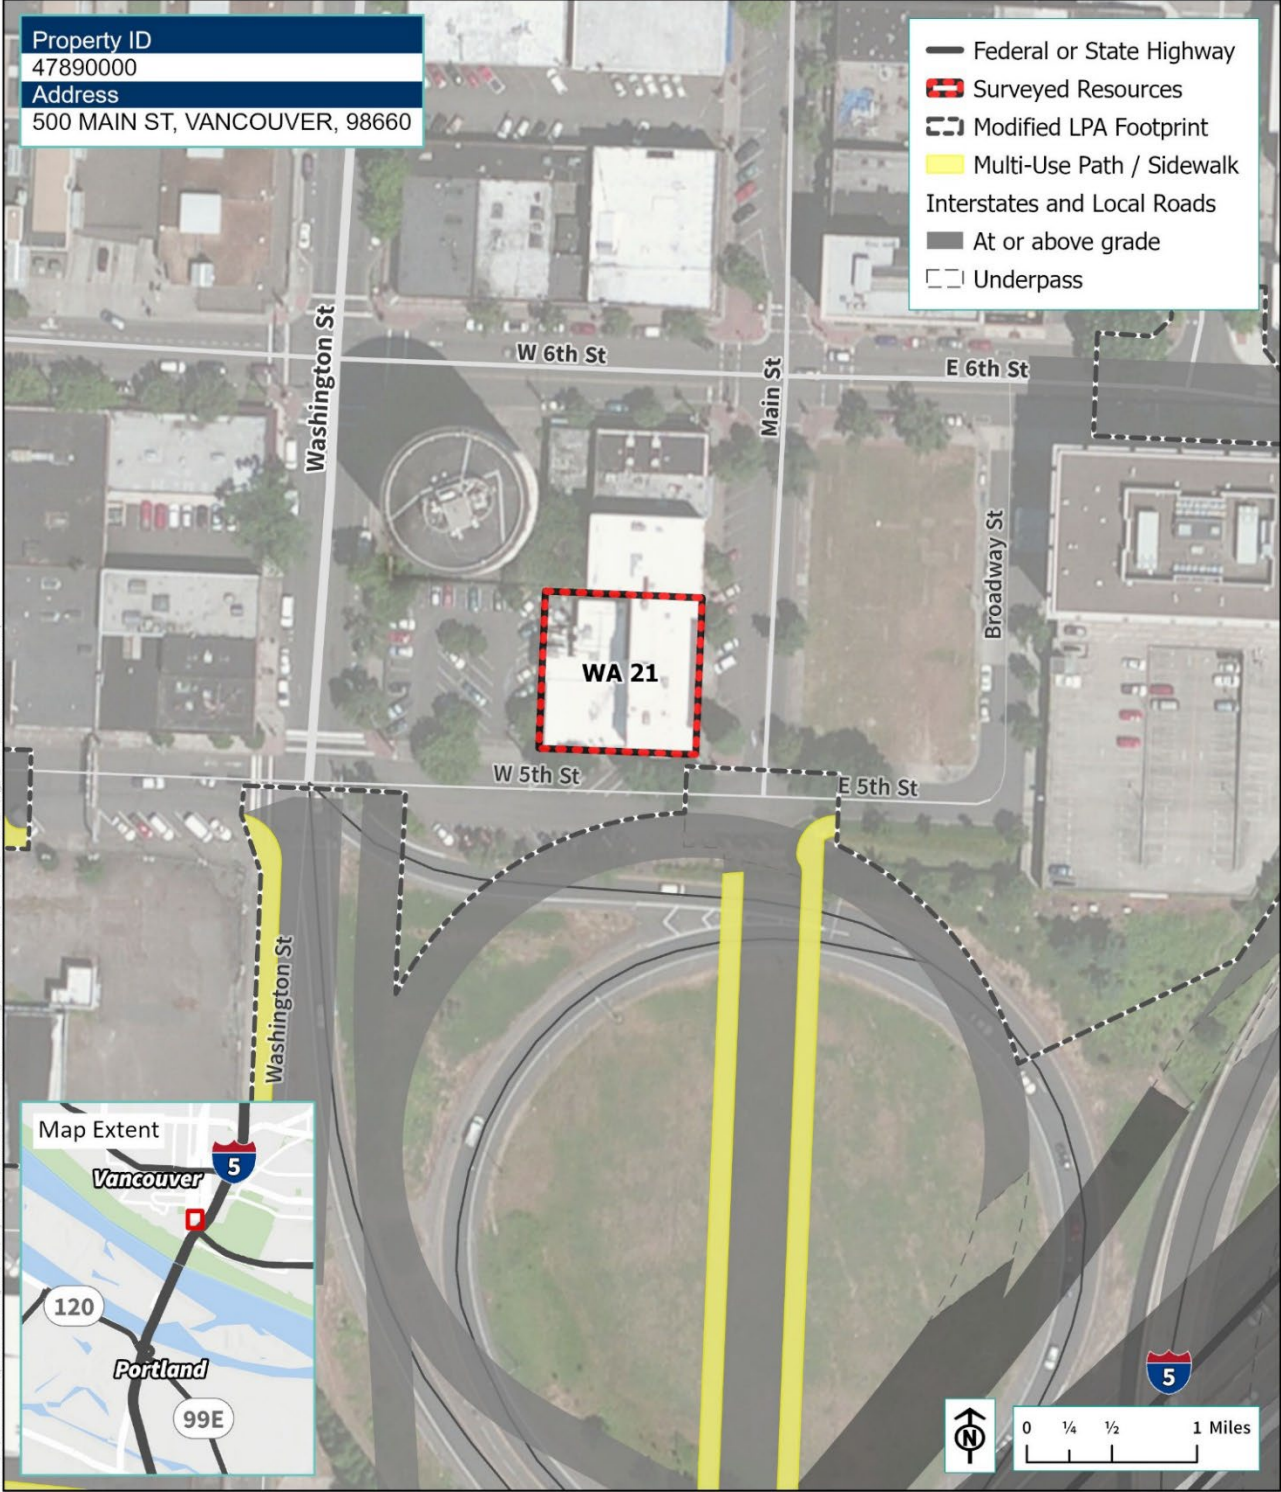 Property ID
47890000
Address
500 MAIN ST, VANCOUVER, 98660
Federal or State Highway
Surveyed Resources
Modified LPA Footprint
Multi-Use Path / Sidewalk
Interstates and Local Roads
At or above grade
Underpass
Washington St
W 6th St
Main St
E 6th St
Broadway St
WA 21
W 5th St
E 5th St
Washington St
Map Extent
5
Vancouver
120
Portland
99E
5
N
0 ¼ ½ 1 Miles